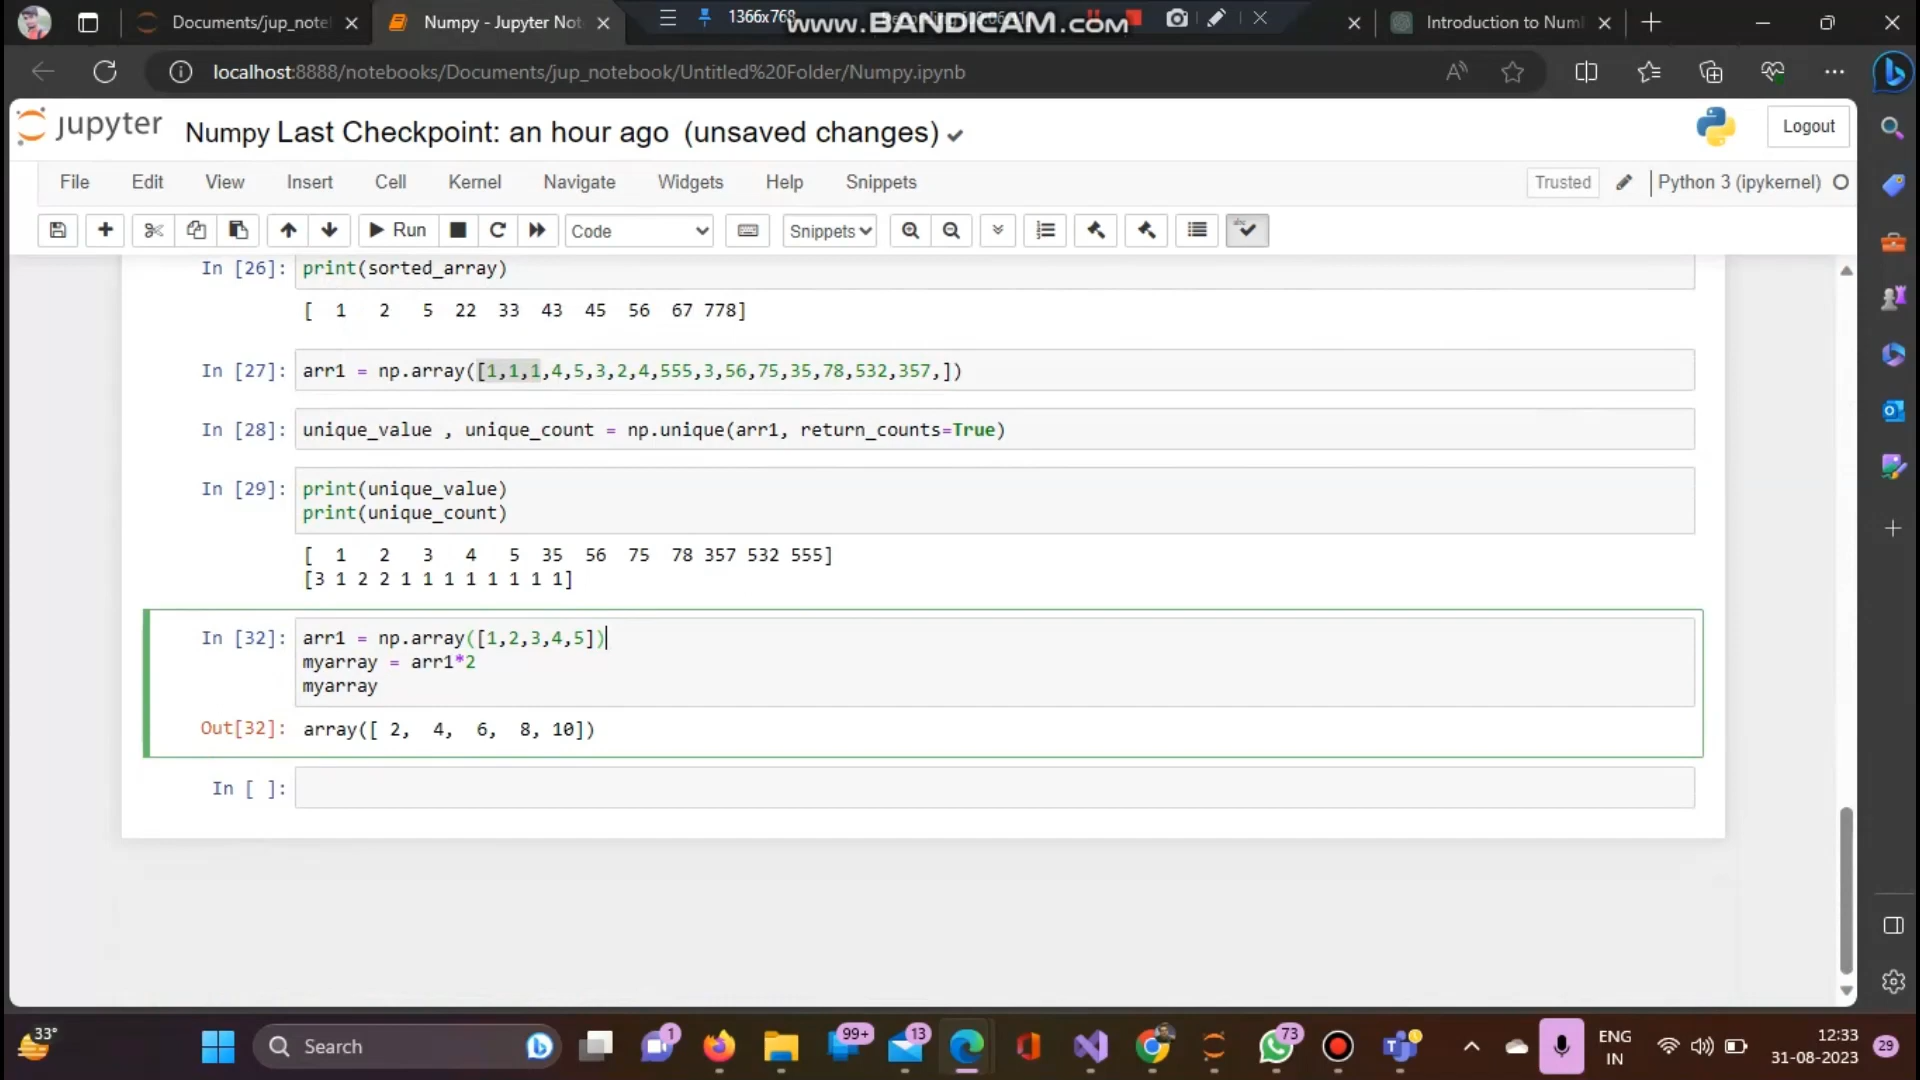 Documents/jup_note
Numpy - Jupyter Not
1366x768
www.BANDICAM.com
Introduction to Num
localhost:8888/notebooks/Documents/jup_notebook/Untitled%20Folder/Numpy.ipynb
jupyter
Numpy Last Checkpoint: an hour ago (unsaved changes)
Logout
File Edit View Insert Cell Kernel Navigate Widgets Help Snippets
Trusted
Python 3 (ipykernel)
Run
Code
Snippets
In [26]: print(sorted_array)
[  1   2   5  22  33  43  45  56  67 778]
In [27]: arr1 = np.array([1,1,1,4,5,3,2,4,555,3,56,75,35,78,532,357,])
In [28]: unique_value , unique_count = np.unique(arr1, return_counts=True)
In [29]: print(unique_value)
print(unique_count)
[  1   2   3   4   5  35  56  75  78 357 532 555]
[3 1 2 2 1 1 1 1 1 1 1 1]
In [32]: arr1 = np.array([1,2,3,4,5])
myarray = arr1*2
myarray
Out[32]: array([ 2,  4,  6,  8, 10])
In [ ]:
33°
Search
1
99+
13
73
ENG
IN
12:33
31-08-2023
29